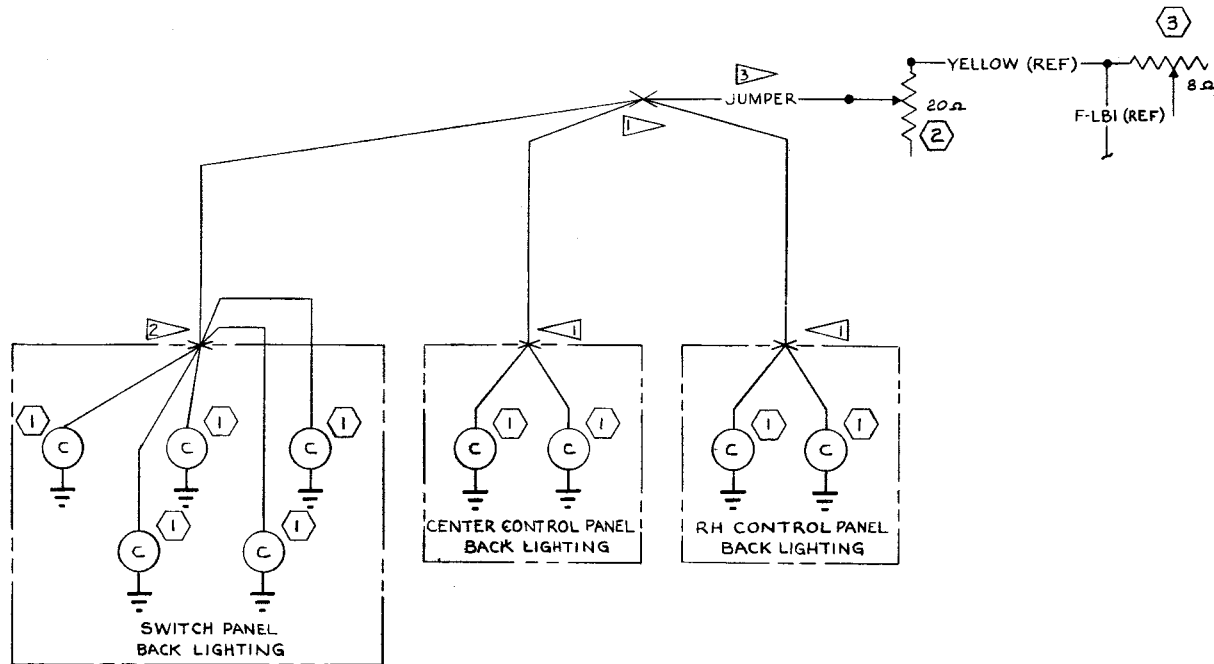 3
3
YELLOW (REF)
8Ω
JUMPER
20Ω
F-LB1 (REF)
1
2
2
1
1
1
C
1
C
1
C
1
C
1
C
1
C
1
C
1
C
1
C
1
CENTER CONTROL PANEL
BACK LIGHTING
RH CONTROL PANEL
BACK LIGHTING
SWITCH PANEL
BACK LIGHTING